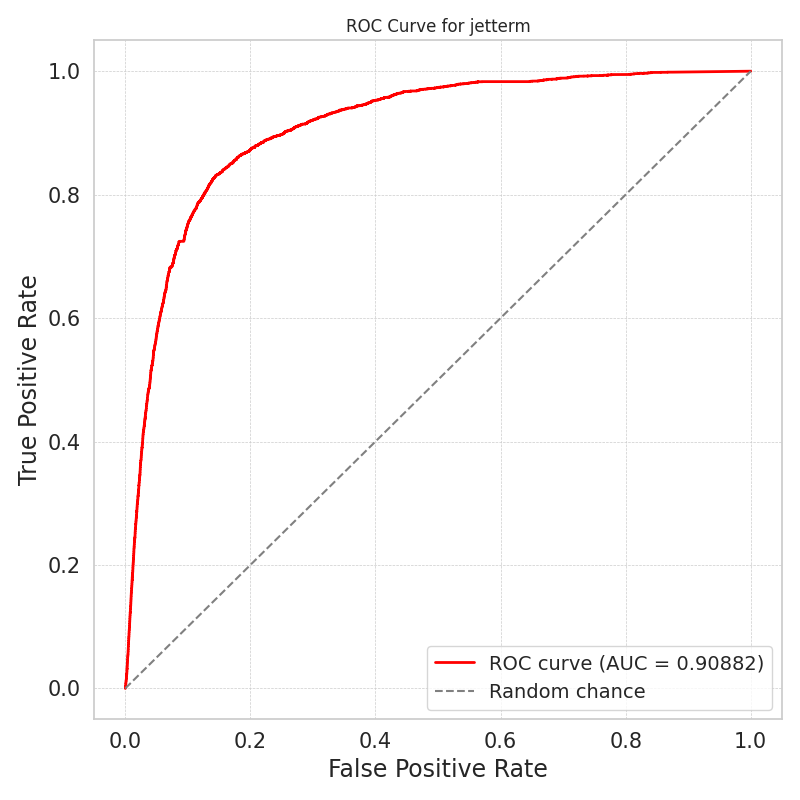 ROC Curve for jetterm
True Positive Rate
1.0
0.8
0.6
0.4
0.2
0.0
ROC curve (AUC = 0.90882)
Random chance
0.0 0.2 0.4 0.6 0.8 1.0
False Positive Rate